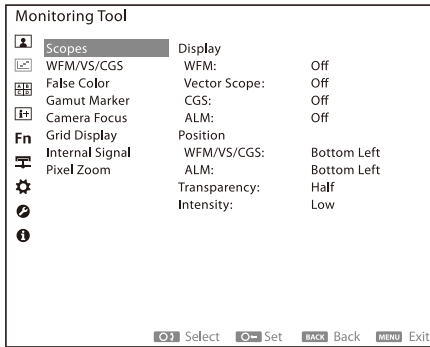 Monitoring Tool
Scopes
WFM/VS/CGS
False Color
Gamut Marker
Camera Focus
Grid Display
Internal Signal
Pixel Zoom
A B
C D
i+
Fn
Display
WFM: Off
Vector Scope: Off
CGS: Off
ALM: Off
Position
WFM/VS/CGS: Bottom Left
ALM: Bottom Left
Transparency: Half
Intensity: Low
Select Set BACK Back MENU Exit